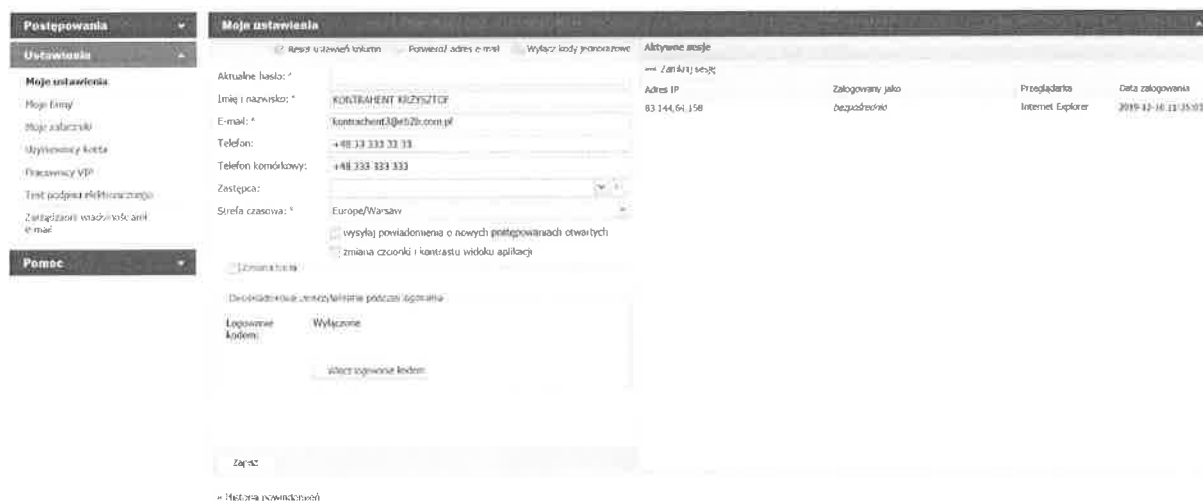 Postępowania
Ustawienia
Moje ustawienia
Moje firmy
Moje załączniki
Użytkownicy konta
Pracownicy VIP
Test podpisu elektronicznego
Zarządzanie wiadomościami
e-mail
Pomoc
Moje ustawienia
Reset ustawień kolumn Potwierdź adres e-mail Wyłącz kody jednorazowe
Aktualne hasło: *
Imię i nazwisko: * KONTRAHENT KRZYSZTOF
E-mail: * kontrachent3@eb2b.com.pl
Telefon: +48 33 333 33 33
Telefon komórkowy: +48 333 333 333
Zastępca:
Strefa czasowa: * Europe/Warsaw
wysyłaj powiadomienia o nowych postępowaniach otwartych
zmiana czcionki i kontrastu widoku aplikacji
Zmiana hasła
Dwuskładnikowe uwierzytelnianie podczas logowania
Logowanie Wyłączone
kodem:
Włącz logowanie kodem
Zapisz
» Historia powiadomień
Aktywne sesje
Zamknij sesję
Adres IP Zalogowany jako Przeglądarka Data zalogowania
83.144.64.158 bezpośrednio Internet Explorer